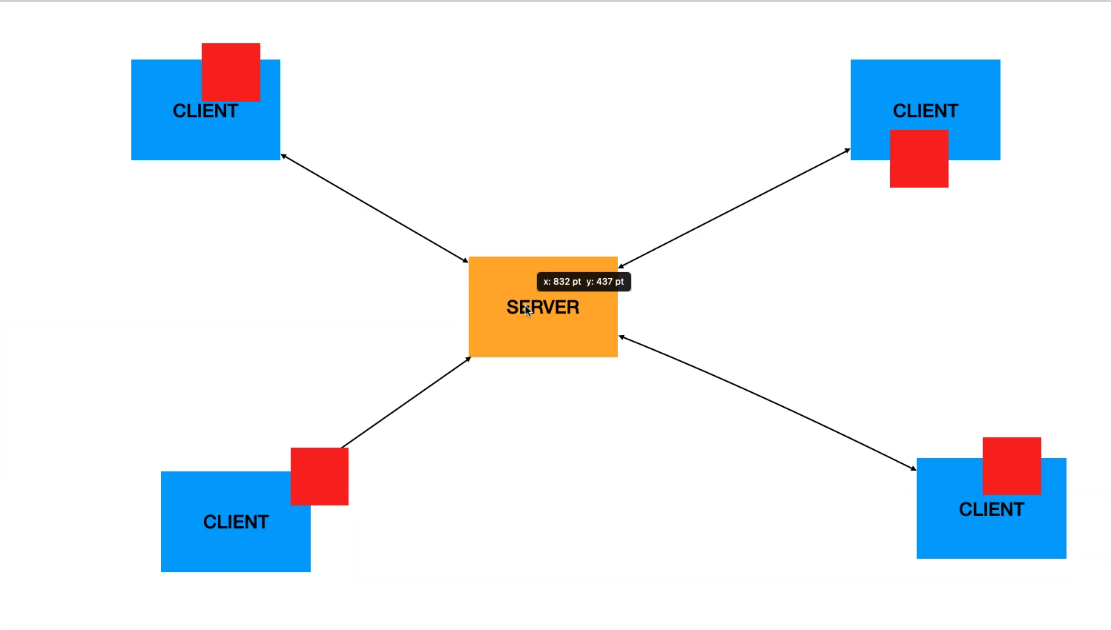 CLIENT
CLIENT
x: 832 pt y: 437 pt
SERVER
CLIENT
CLIENT